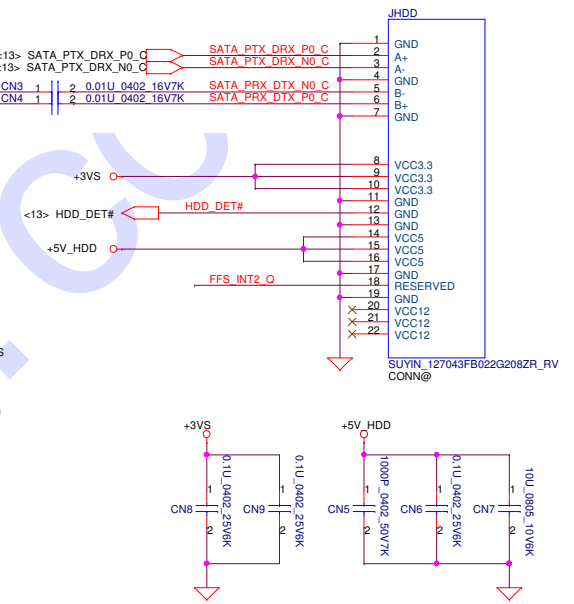 JHDD
<13> SATA_PTX_DRX_P0_C SATA_PTX_DRX_P0_C 1 GND
<13> SATA_PTX_DRX_N0_C SATA_PTX_DRX_N0_C 2 A+
3 A-
4 GND
CN3 1 2 0.01U_0402_16V7K SATA_PRX_DTX_N0_C 5 B-
CN4 1 2 0.01U_0402_16V7K SATA_PRX_DTX_P0_C 6 B+
7 GND
8 VCC3.3
+3VS 9 VCC3.3
10 VCC3.3
11 GND
<13> HDD_DET# HDD_DET# 12 GND
13 GND
14 VCC5
+5V_HDD 15 VCC5
16 VCC5
17 GND
FFS_INT2_Q 18 RESERVED
19 GND
20 VCC12
21 VCC12
22 VCC12
S
SUYIN_127043FB022G208ZR_RV
CONN@
+3VS +5V_HDD
CN8 1 2 0.1U_0402_25V6K
CN9 1 2 0.1U_0402_25V6K
CN5 1 2 1000P_0402_50V7K
CN6 1 2 0.1U_0402_25V6K
CN7 1 2 10U_0805_10V6K